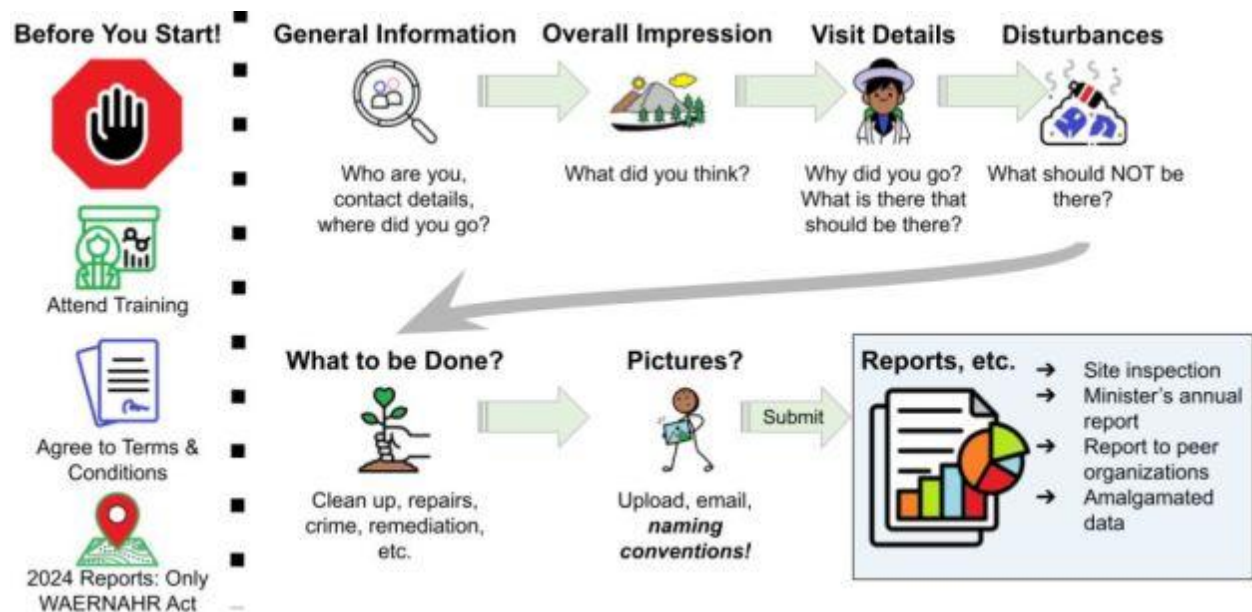 Before You Start!
Attend Training
Agree to Terms &
Conditions
2024 Reports: Only
WAERNAHR Act
General Information
Who are you,
contact details,
where did you go?
Overall Impression
What did you think?
Visit Details
Why did you go?
What is there that
should be there?
Disturbances
What should NOT be
there?
What to be Done?
Clean up, repairs,
crime, remediation,
etc.
Pictures?
Upload, email,
naming
conventions!
Submit
Reports, etc.
➔ Site inspection
➔ Minister's annual
report
➔ Report to peer
organizations
➔ Amalgamated
data